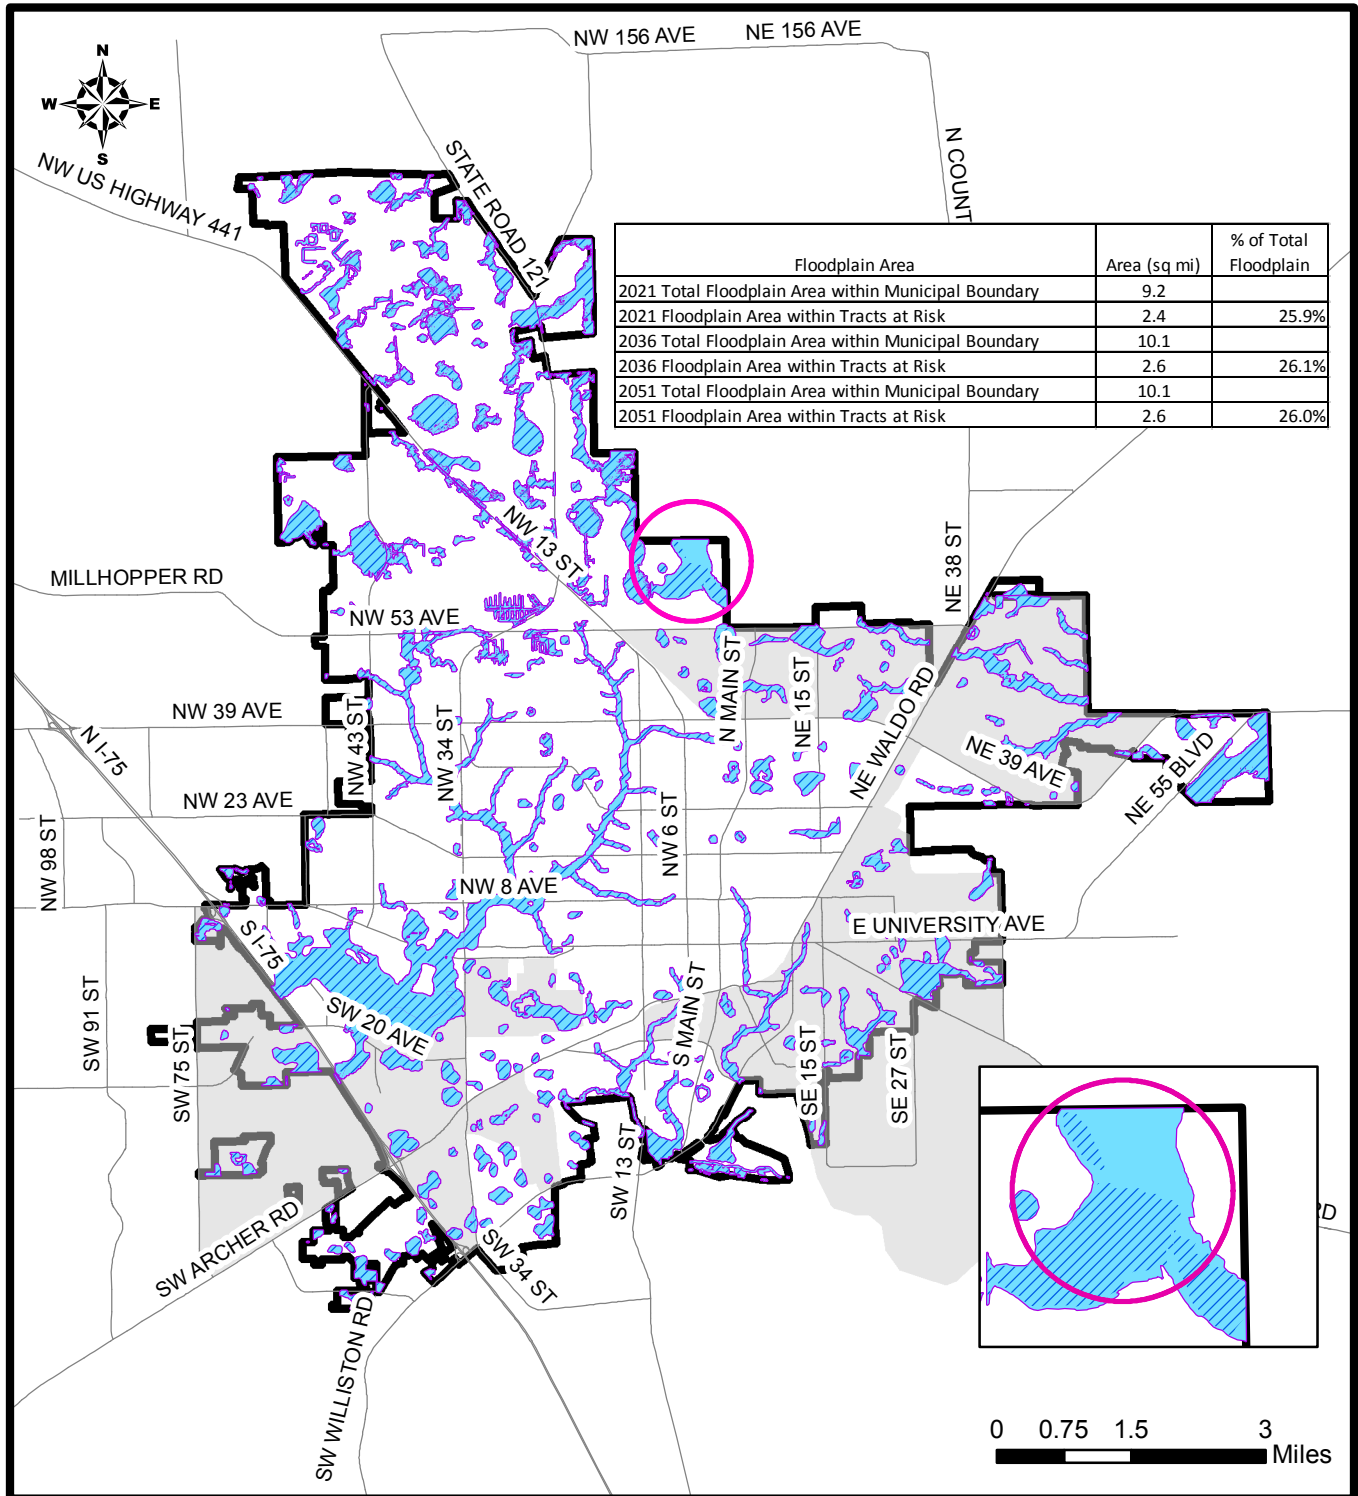 NW 156 AVE
NE 156 AVE
N
W
E
S
N COUNT
STATE ROAD 121
NW US HIGHWAY 441
% of Total
Floodplain Area Area (sq mi) Floodplain
2021 Total Floodplain Area within Municipal Boundary 9.2
2021 Floodplain Area within Tracts at Risk 2.4 25.9%
2036 Total Floodplain Area within Municipal Boundary 10.1
2036 Floodplain Area within Tracts at Risk 2.6 26.1%
2051 Total Floodplain Area within Municipal Boundary 10.1
2051 Floodplain Area within Tracts at Risk 2.6 26.0%
NW 13 ST
NE 38 ST
MILLHOPPER RD
NW 53 AVE
N MAIN ST
NE 15 ST
NE WALDO RD
NW 39 AVE
NW 43 ST
NW 34 ST
N I-75
NE 39 AVE
NE 55 BLVD
NW 23 AVE
NW 98 ST
NW 6 ST
NW 8 AVE
E UNIVERSITY AVE
S I-75
SW 91 ST
SW 20 AVE
S MAIN ST
SW 75 ST
SE 15 ST
SE 27 ST
SW 13 ST
SW ARCHER RD
SW 34 ST
RD
SW WILLISTON RD
0 0.75 1.5 3
Miles